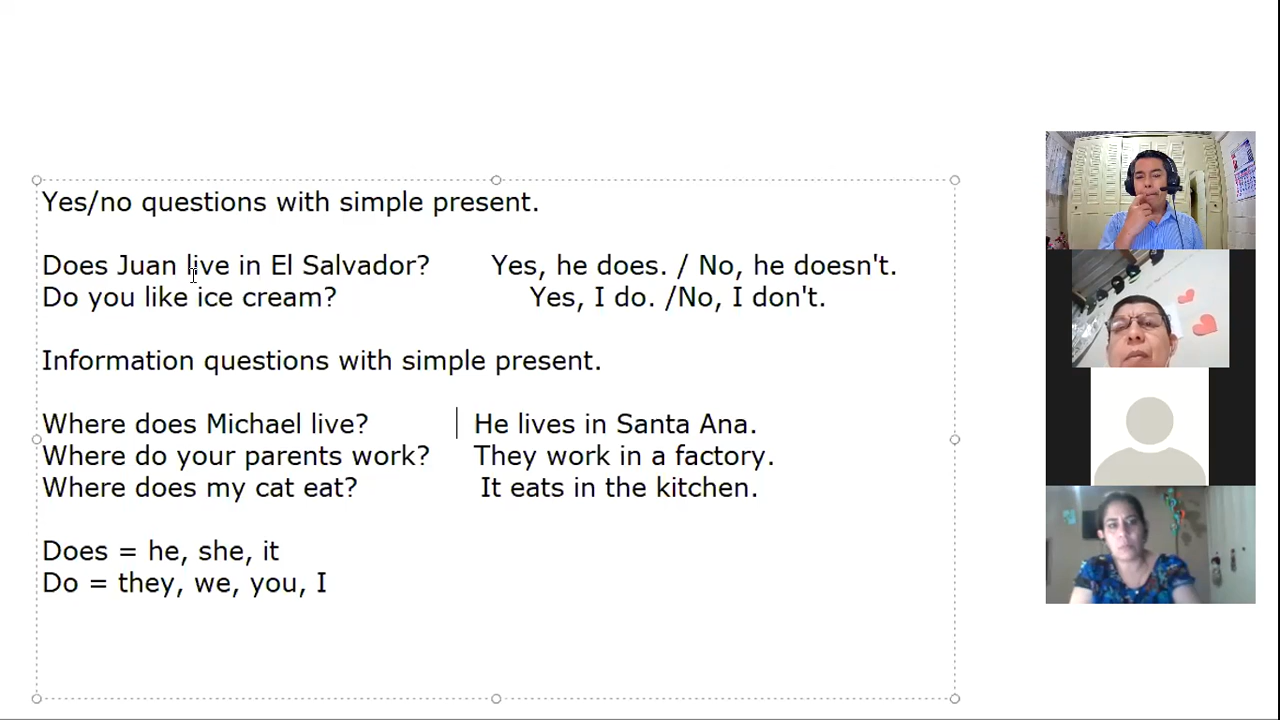 Yes/no questions with simple present.
Does Juan live in El Salvador? Yes, he does. / No, he doesn't.
Do you like ice cream? Yes, I do. /No, I don't.
Information questions with simple present.
Where does Michael live? He lives in Santa Ana.
Where do your parents work? They work in a factory.
Where does my cat eat? It eats in the kitchen.
Does = he, she, it
Do = they, we, you, I